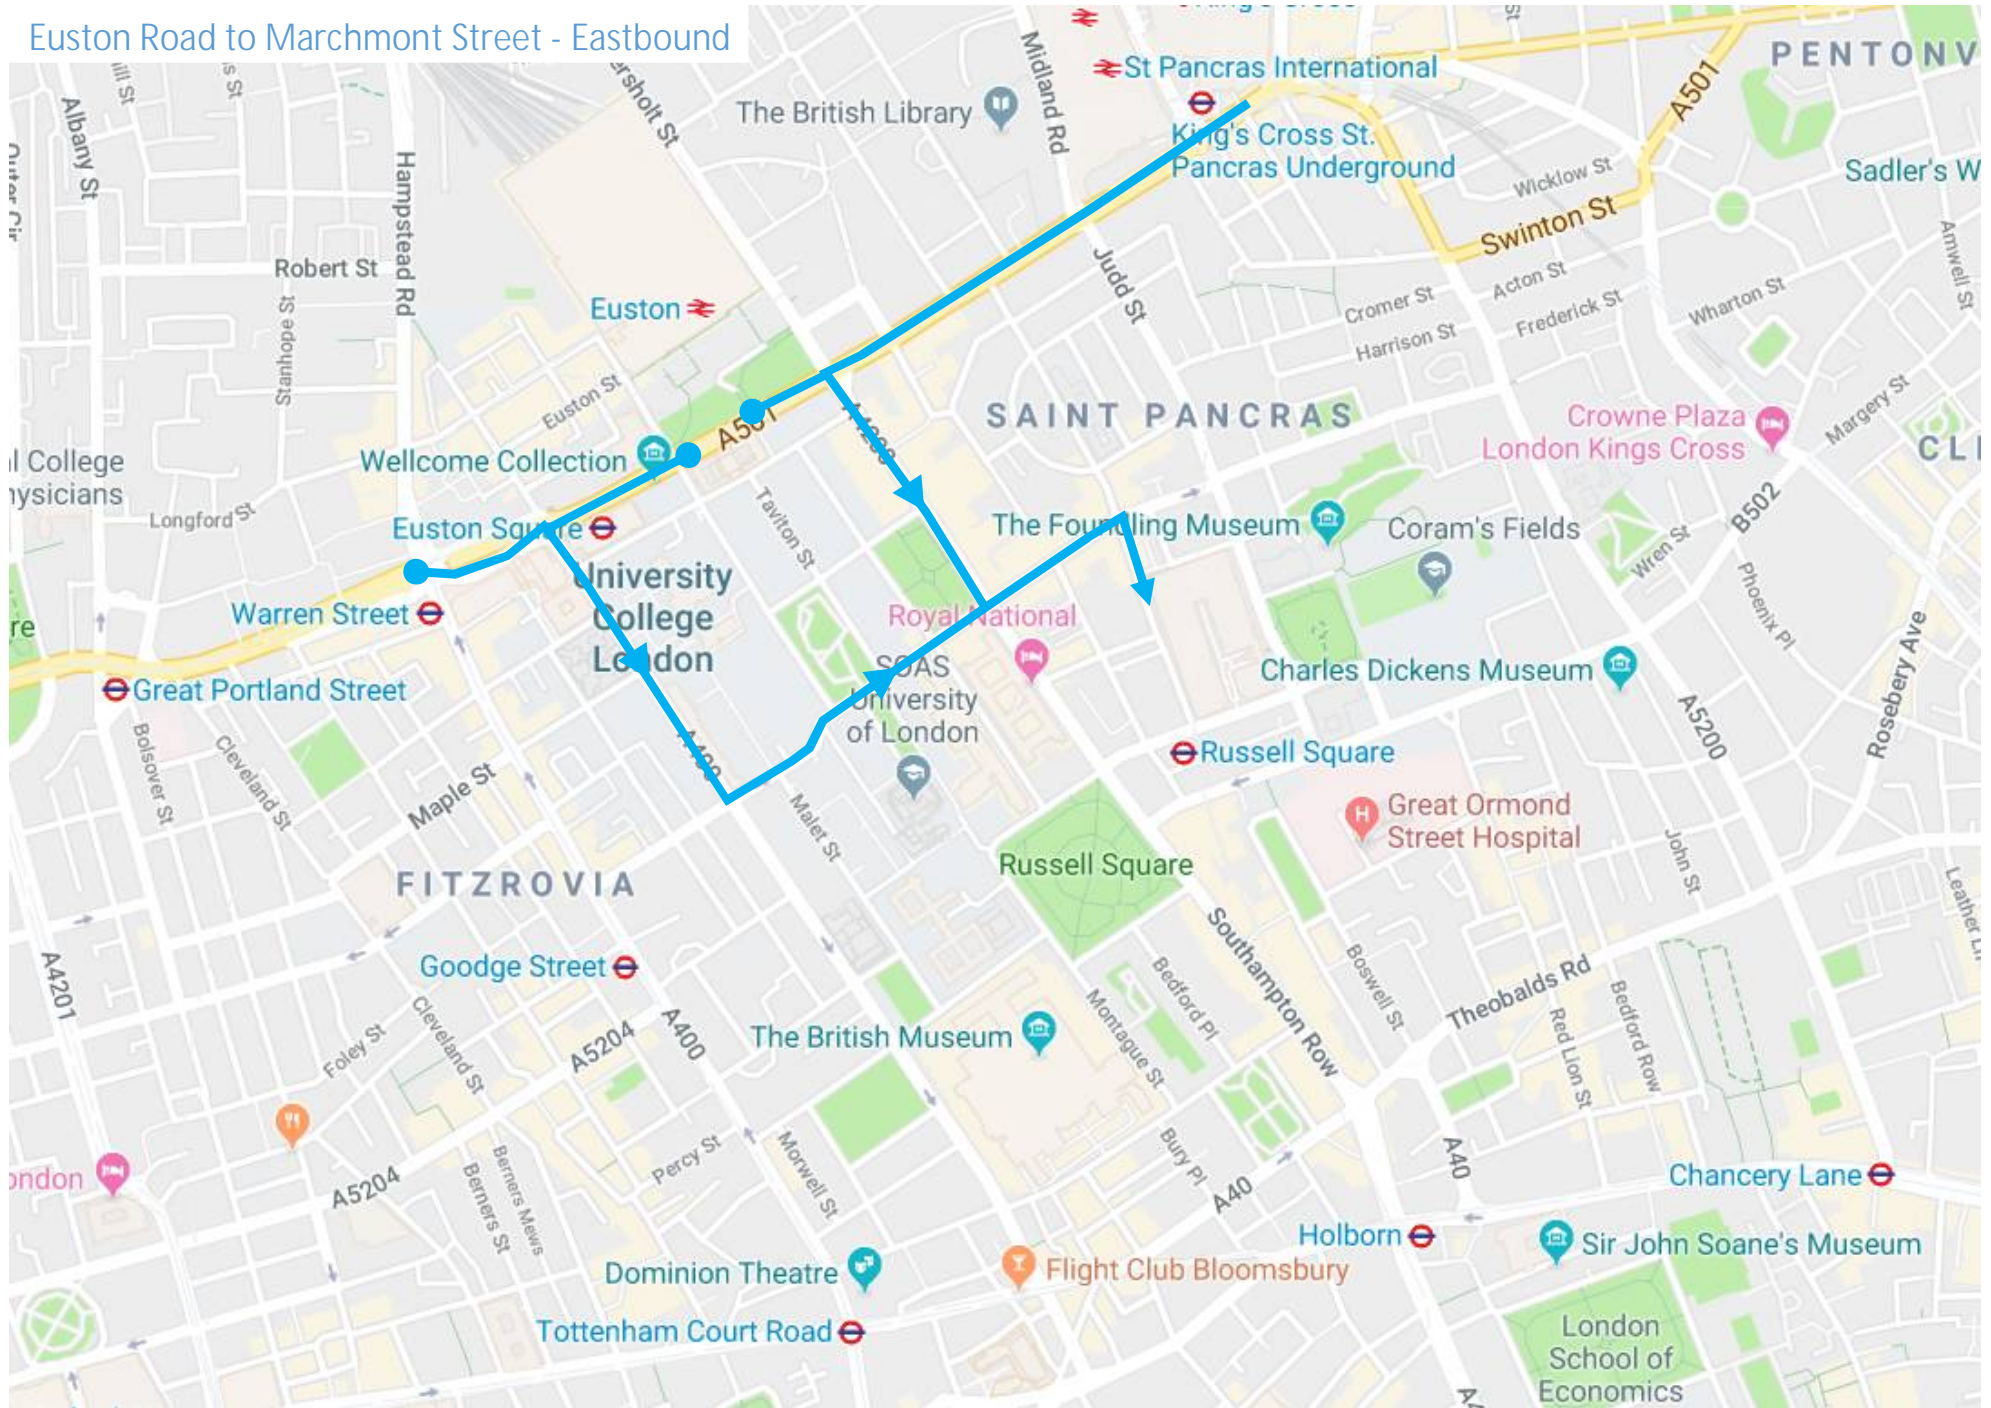 Euston Road to Marchmont Street - Eastbound
St Pancras International
PENTONV
Midland Rd
The British Library
A501
Albany St
King's Cross St.
Pancras Underground
Wicklow St
Sadler's W
Hampstead Rd
Swinton St
Robert St
Judd St
Acton St
Amwell St
Euston
Cromer St
Frederick St
Wharton St
Stanhope St
Harrison St
Euston St
SAINT PANCRAS
Crowne Plaza
London Kings Cross
Margery St
A501
CLE
Wellcome Collection
l College
hysicians
Longford St
Euston Square
Taviton St
The Foundling Museum
Coram's Fields
B502
Wren St
University
College
London
Phoenix Pl
Warren Street
Royal National
re
SOAS
University
of London
Charles Dickens Museum
Great Portland Street
Rosebery Ave
A5200
Bolsover St
Cleveland St
Maple St
Russell Square
Malet St
Great Ormond
Street Hospital
Russell Square
John St
FITZROVIA
Southampton Row
Boswell St
Theobalds Rd
Bedford Row
Red Lion St
A4201
Goodge Street
Bedford Pl
Montague St
Cleveland St
Foley St
A5204
A400
The British Museum
Percy St
Morwell St
Bury Pl
A40
A40
Chancery Lane
ondon
A5204
Berners St
Berners Mews
Holborn
Sir John Soane's Museum
Dominion Theatre
Flight Club Bloomsbury
Tottenham Court Road
London
School of
Economics